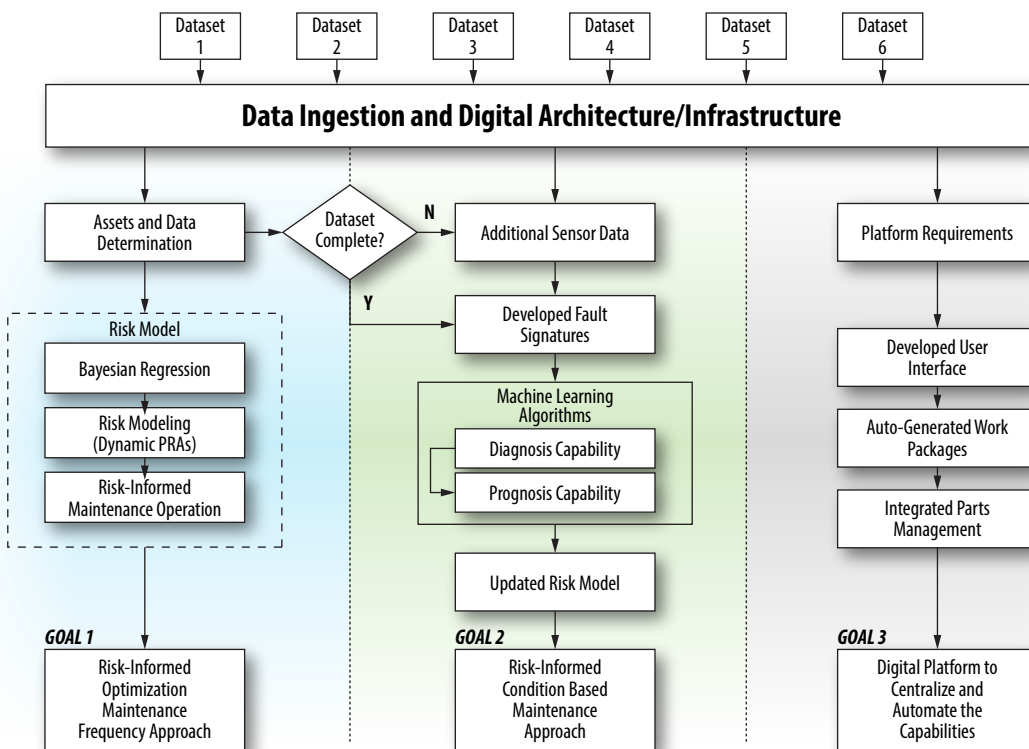 Dataset
1
Dataset
2
Dataset
3
Dataset
4
Dataset
5
Dataset
6
Data Ingestion and Digital Architecture/Infrastructure
Assets and Data
Determination
Dataset
Complete?
N
Y
Additional Sensor Data
Platform Requirements
Risk Model
Bayesian Regression
Risk Modeling
(Dynamic PRAs)
Risk-Informed
Maintenance Operation
Developed Fault
Signatures
Machine Learning
Algorithms
Diagnosis Capability
Prognosis Capability
Updated Risk Model
Developed User
Interface
Auto-Generated Work
Packages
Integrated Parts
Management
GOAL 1
Risk-Informed
Optimization
Maintenance
Frequency Approach
GOAL 2
Risk-Informed
Condition Based
Maintenance
Approach
GOAL 3
Digital Platform to
Centralize and
Automate the
Capabilities